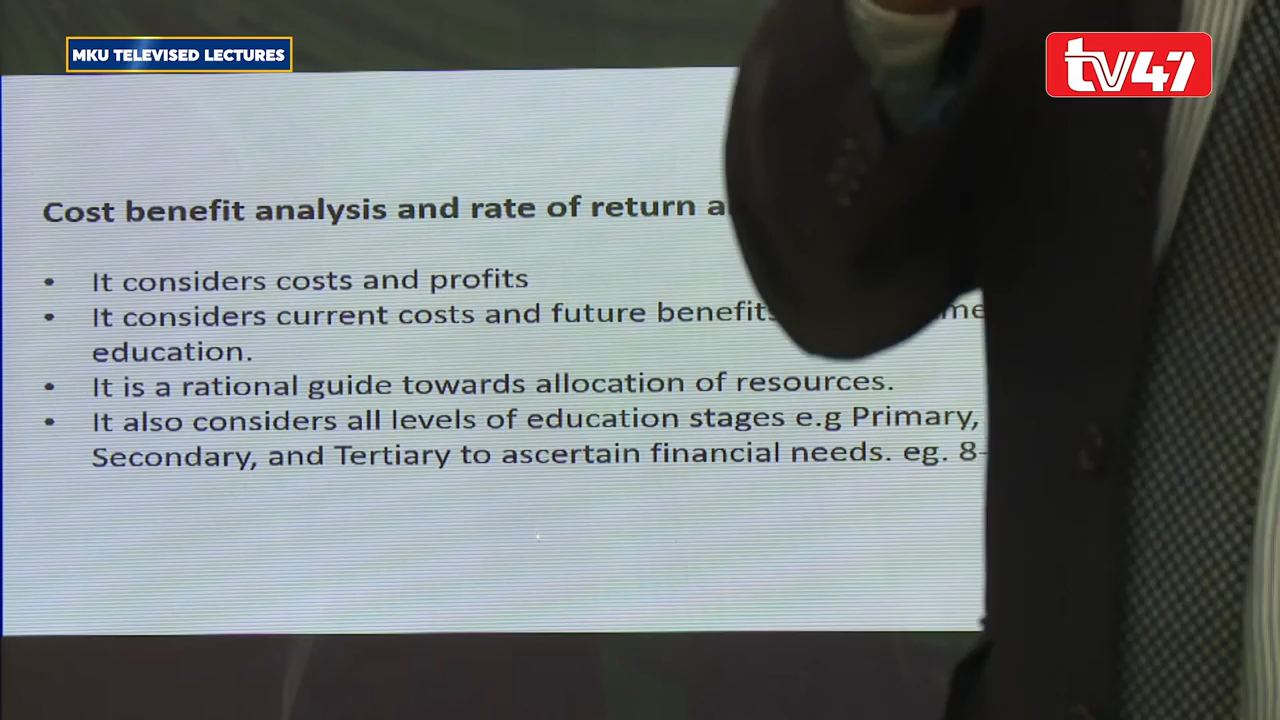 MKU TELEVISED LECTURES
tv47
Cost benefit analysis and rate of return
• It considers costs and profits
• It considers current costs and future benefits
education.
• It is a rational guide towards allocation of resources.
• It also considers all levels of education stages e.g Primary,
Secondary, and Tertiary to ascertain financial needs. eg. 8-